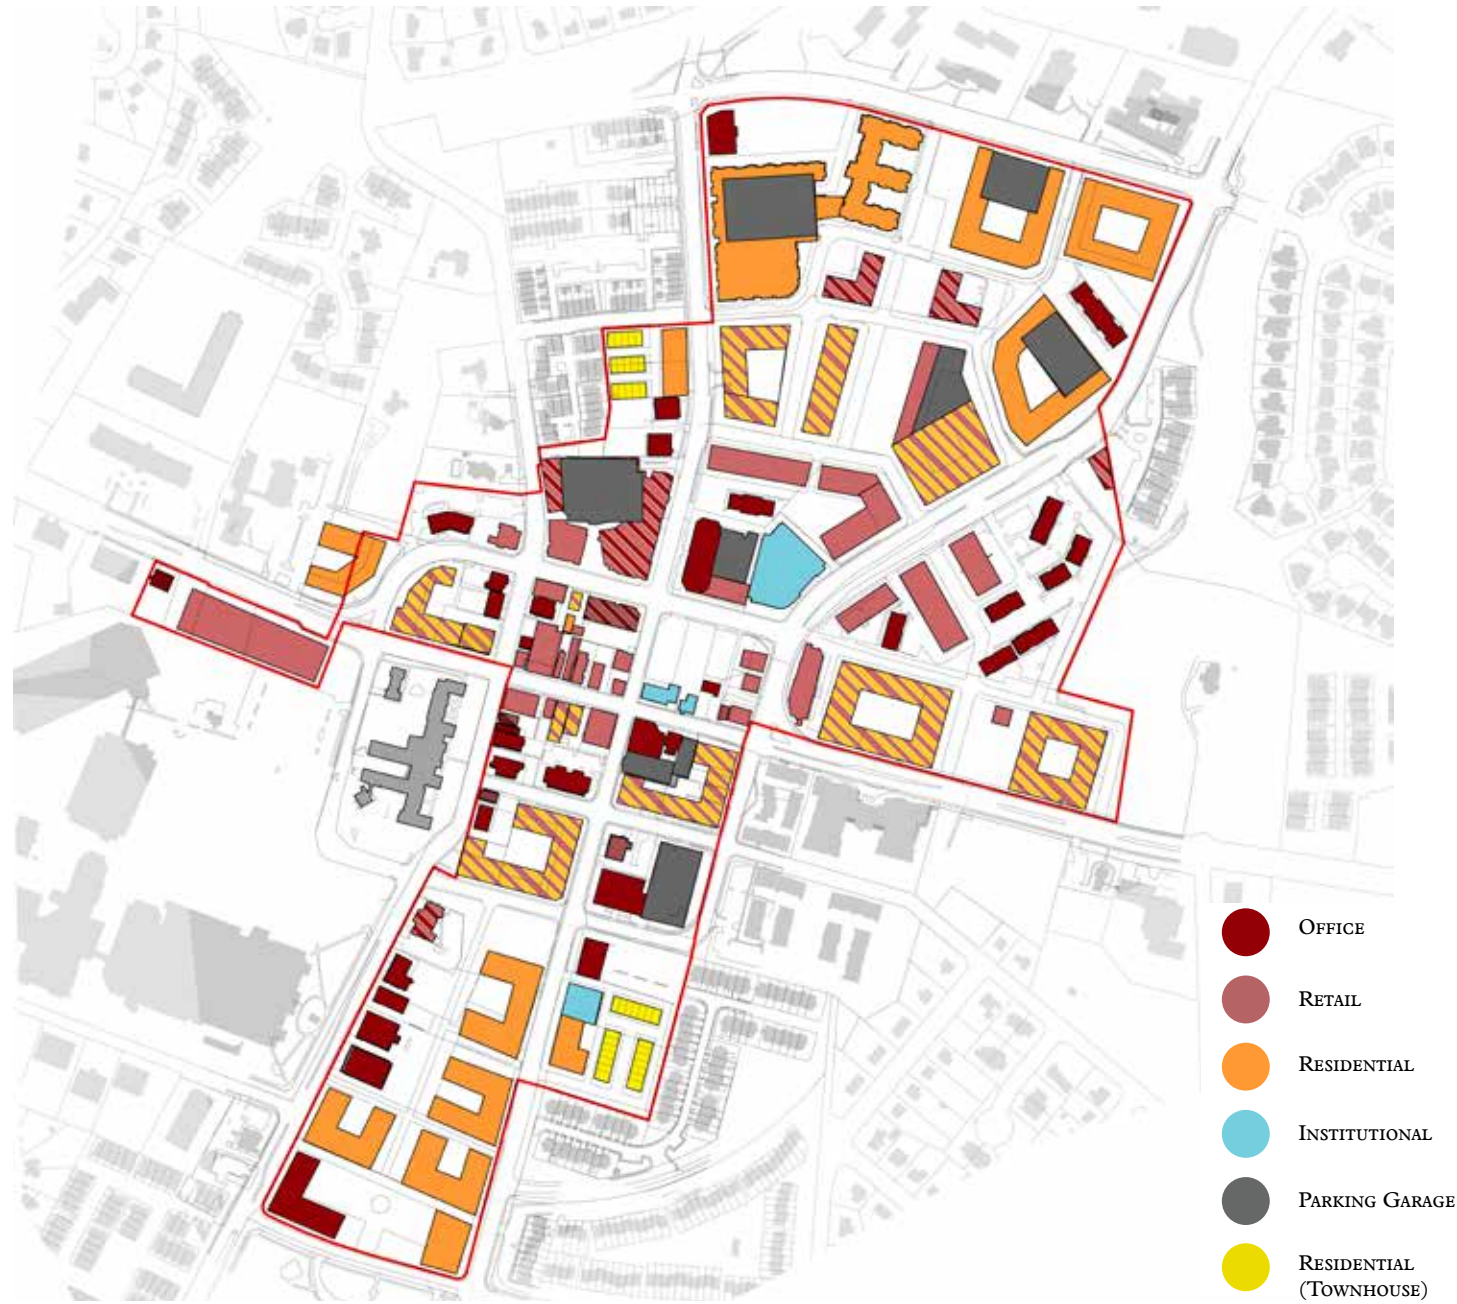 Office
Retail
Residential
Institutional
Parking Garage
Residential
(Townhouse)